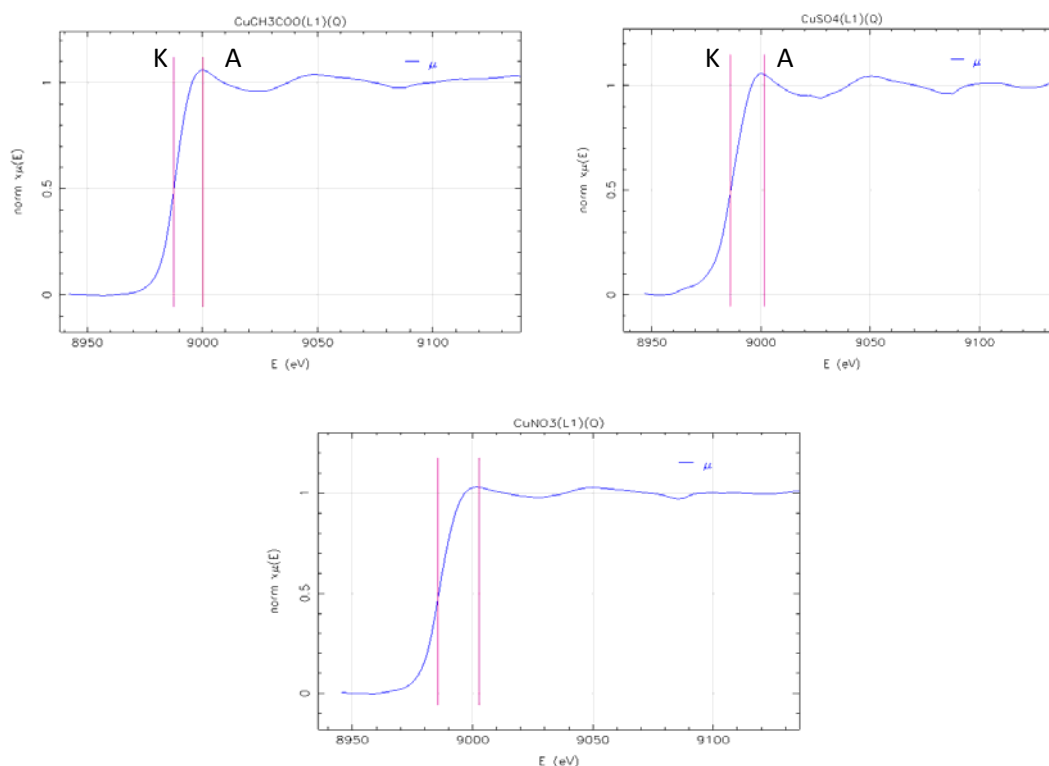 CuCH3COO(L1)(Q)
K A
μ
1
0.5
0
norm xμ(E)
8950 9000 9050 9100
E (eV)
CuSO4(L1)(Q)
K A
μ
1
0.5
0
norm xμ(E)
8950 9000 9050 9100
E (eV)
CuNO3(L1)(Q)
μ
1
0.5
0
norm xμ(E)
8950 9000 9050 9100
E (eV)